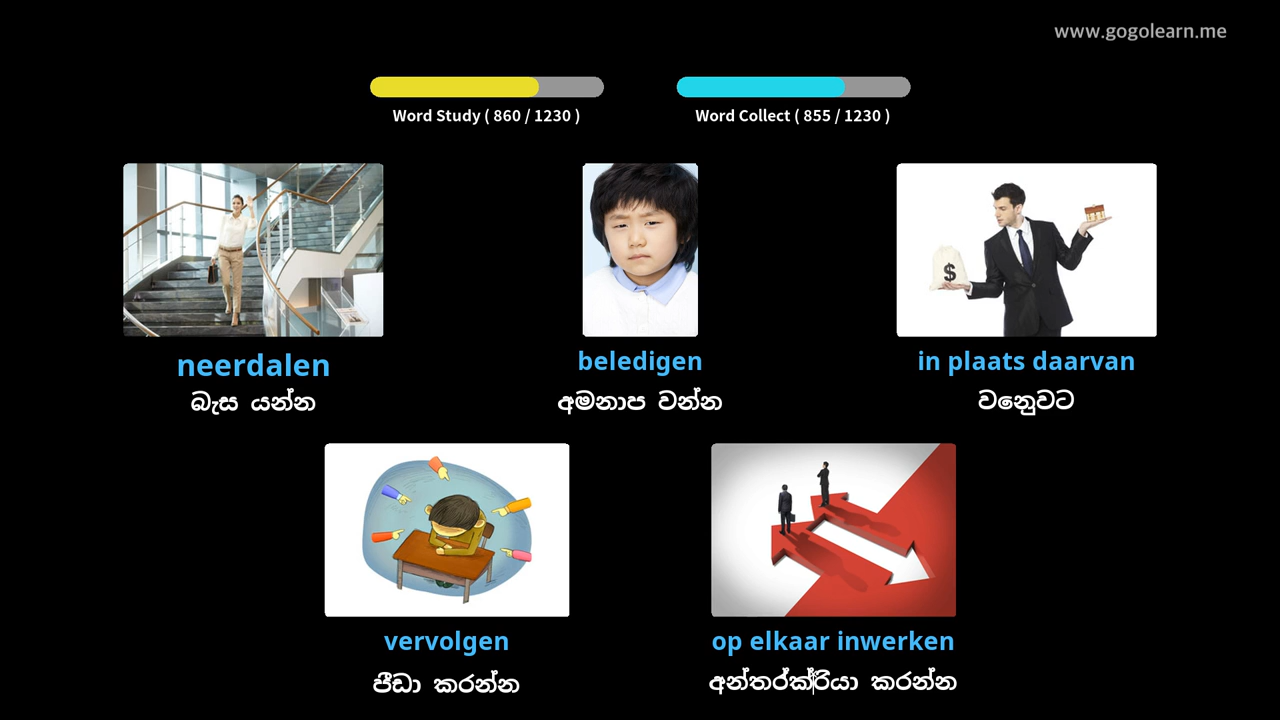 www.gogolearn.me
Word Study ( 860 / 1230 )
Word Collect ( 855 / 1230 )
$
neerdalen
beledigen
in plaats daarvan
බැස යන්න
අමනාප වන්න
වෙනුවට
vervolgen
op elkaar inwerken
පීඩා කරන්න
අන්තර්ක්‍රියා කරන්න